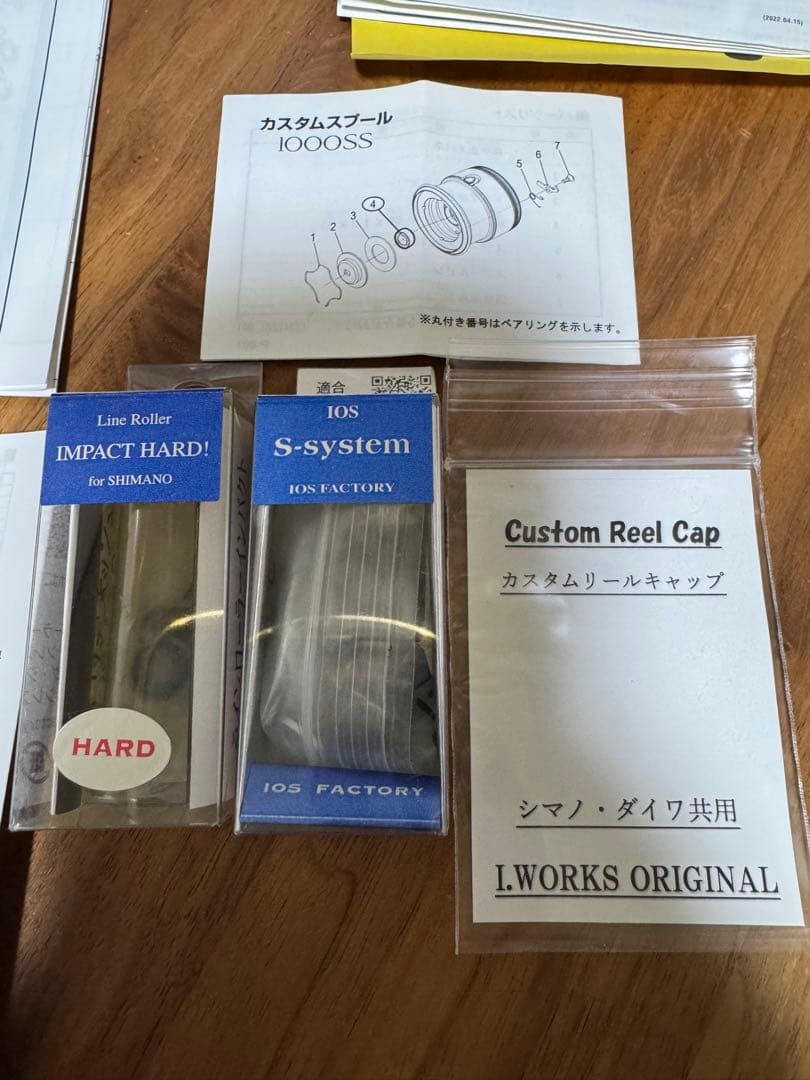 (2022.04.15)
カスタムスプール
1000SS
1
2
3
4
5
6
7
※丸付き番号はベアリングを示します。
Line Roller
IMPACT HARD!
for SHIMANO
HARD
適合
IOS
S-system
IOS FACTORY
IOS FACTORY
Custom Reel Cap
カスタムリールキャップ
シマノ・ダイワ共用
I.WORKS ORIGINAL